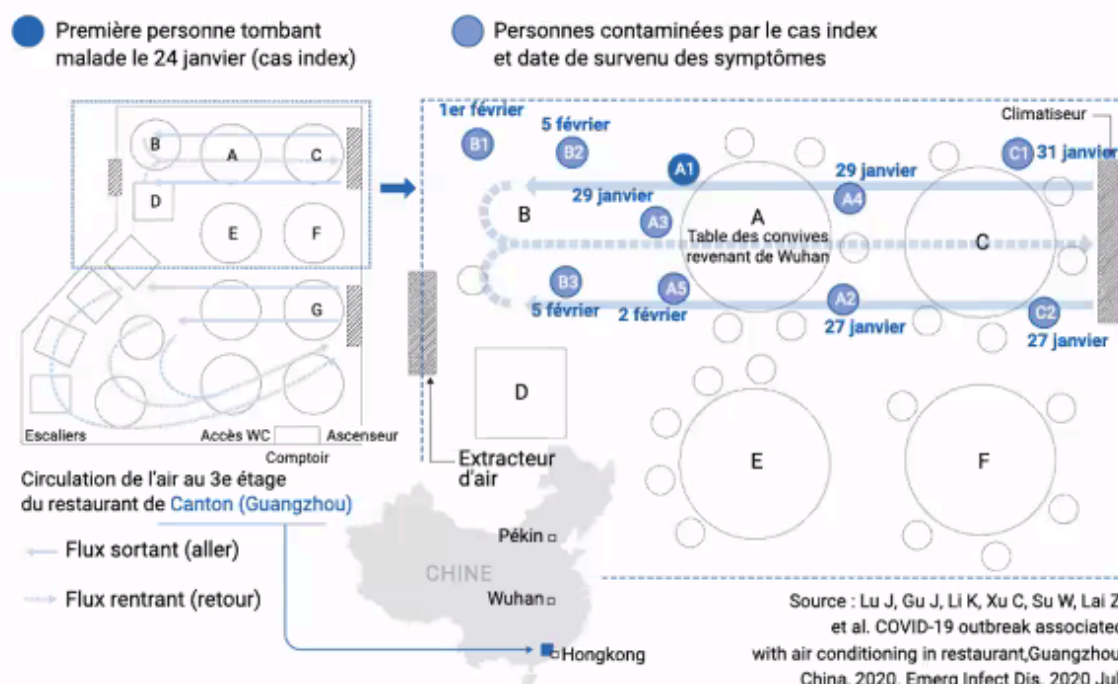 Première personne tombant
malade le 24 janvier (cas index)
Personnes contaminées par le cas index
et date de survenu des symptômes
B
A
C
D
E
F
G
Escaliers
Accès WC
Ascenseur
Comptoir
Circulation de l'air au 3e étage
du restaurant de Canton (Guangzhou)
Flux sortant (aller)
Flux rentrant (retour)
1er février
B1
5 février
B2
A1
29 janvier
A3
29 janvier
A4
Climatiseur
C1
31 janvier
B
A
Table des convives
revenant de Wuhan
C
B3
5 février
A5
2 février
A2
27 janvier
C2
27 janvier
D
E
F
Extracteur
d'air
CHINE
Pékin
Wuhan
Hongkong
Source : Lu J, Gu J, Li K, Xu C, Su W, Lai Z
et al. COVID-19 outbreak associated
with air conditioning in restaurant,Guangzhou
China, 2020. Emerg Infect Dis. 2020 Jul